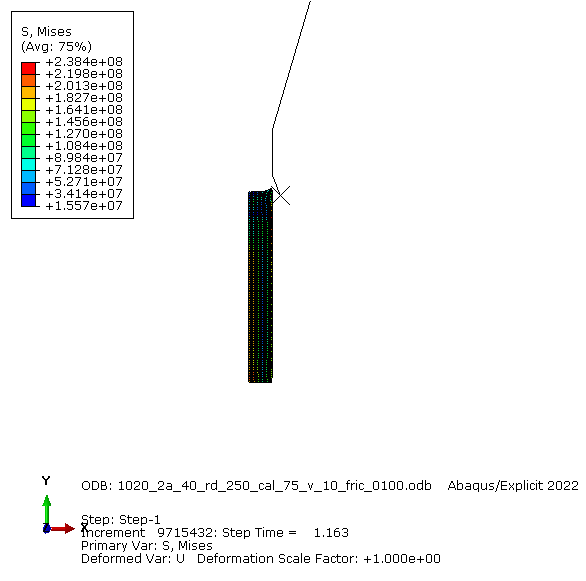 S, Mises
(Avg: 75%)
+2.384e+08
+2.198e+08
+2.013e+08
+1.827e+08
+1.641e+08
+1.456e+08
+1.270e+08
+1.084e+08
+8.984e+07
+7.128e+07
+5.271e+07
+3.414e+07
+1.557e+07
Y
X
ODB: 1020_2a_40_rd_250_cal_75_v_10_fric_0100.odb Abaqus/Explicit 2022
Step: Step-1
Increment 9715432: Step Time = 1.163
Primary Var: S, Mises
Deformed Var: U Deformation Scale Factor: +1.000e+00